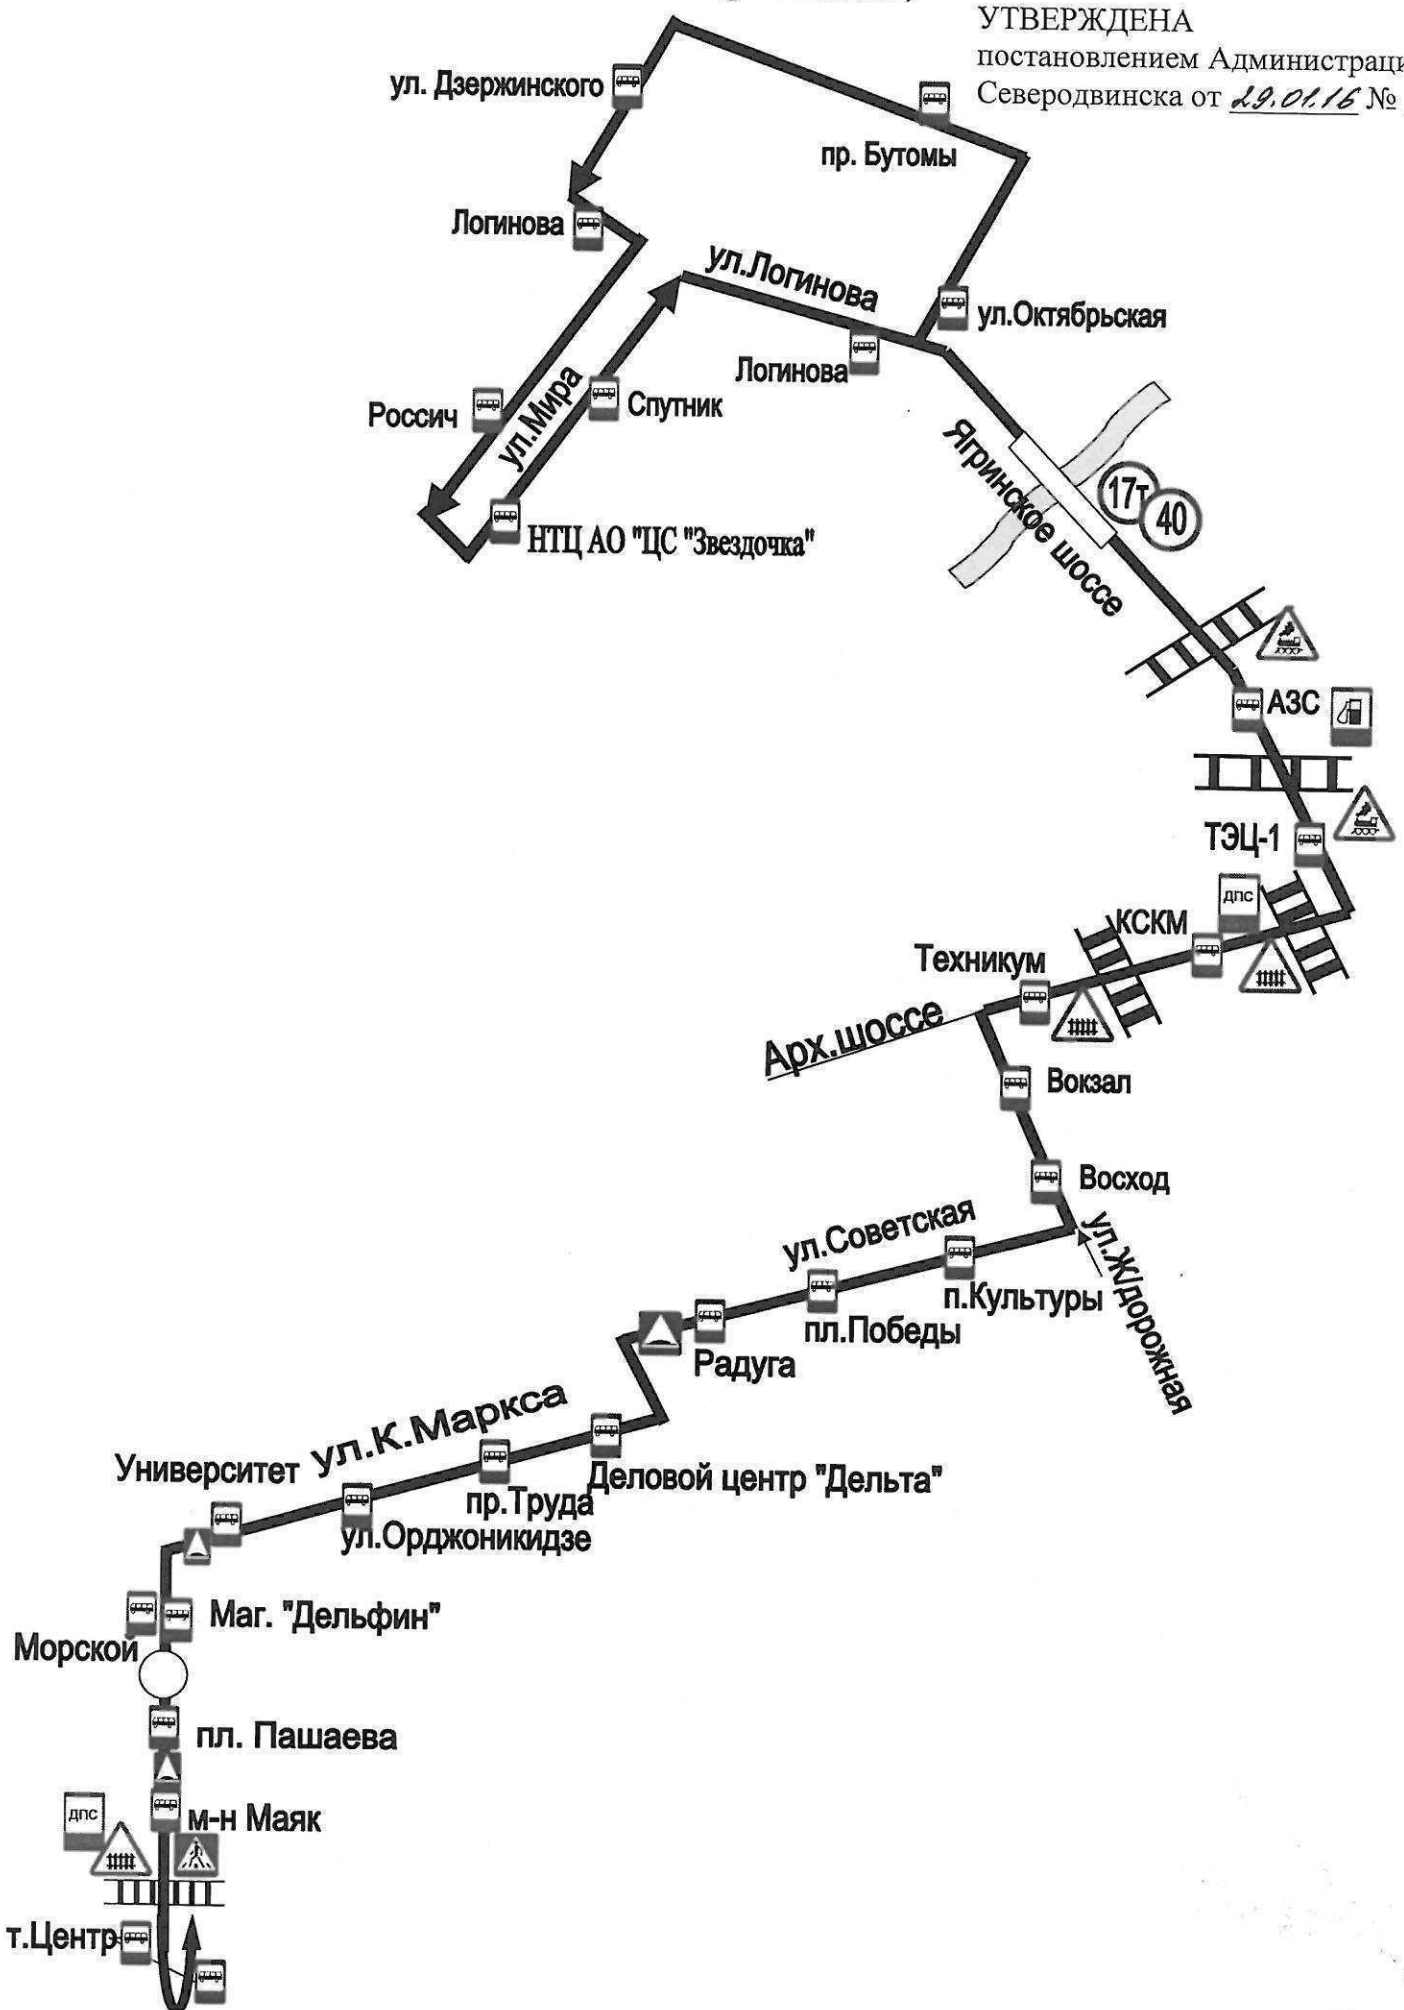 УТВЕРЖДЕНА
постановлением Администраци
Северодвинска от 29.01.16 №
ул. Дзержинского
пр. Бутомы
Логинова
ул.Логинова
ул.Октябрьская
Логинова
Россич
ул.Мира
Спутник
Ягринское шоссе
17т
40
НТЦ АО "ЦС "Звездочка"
АЗС
ТЭЦ-1
ДПС
КСКМ
Техникум
Арх.шоссе
Вокзал
Восход
ул.Советская
ул.Ж/дорожная
п.Культуры
пл.Победы
Радуга
ул.К.Маркса
Университет
Деловой центр "Дельта"
пр.Труда
ул.Орджоникидзе
Маг. "Дельфин"
Морской
пл. Пашаева
ДПС
м-н Маяк
т.Центр